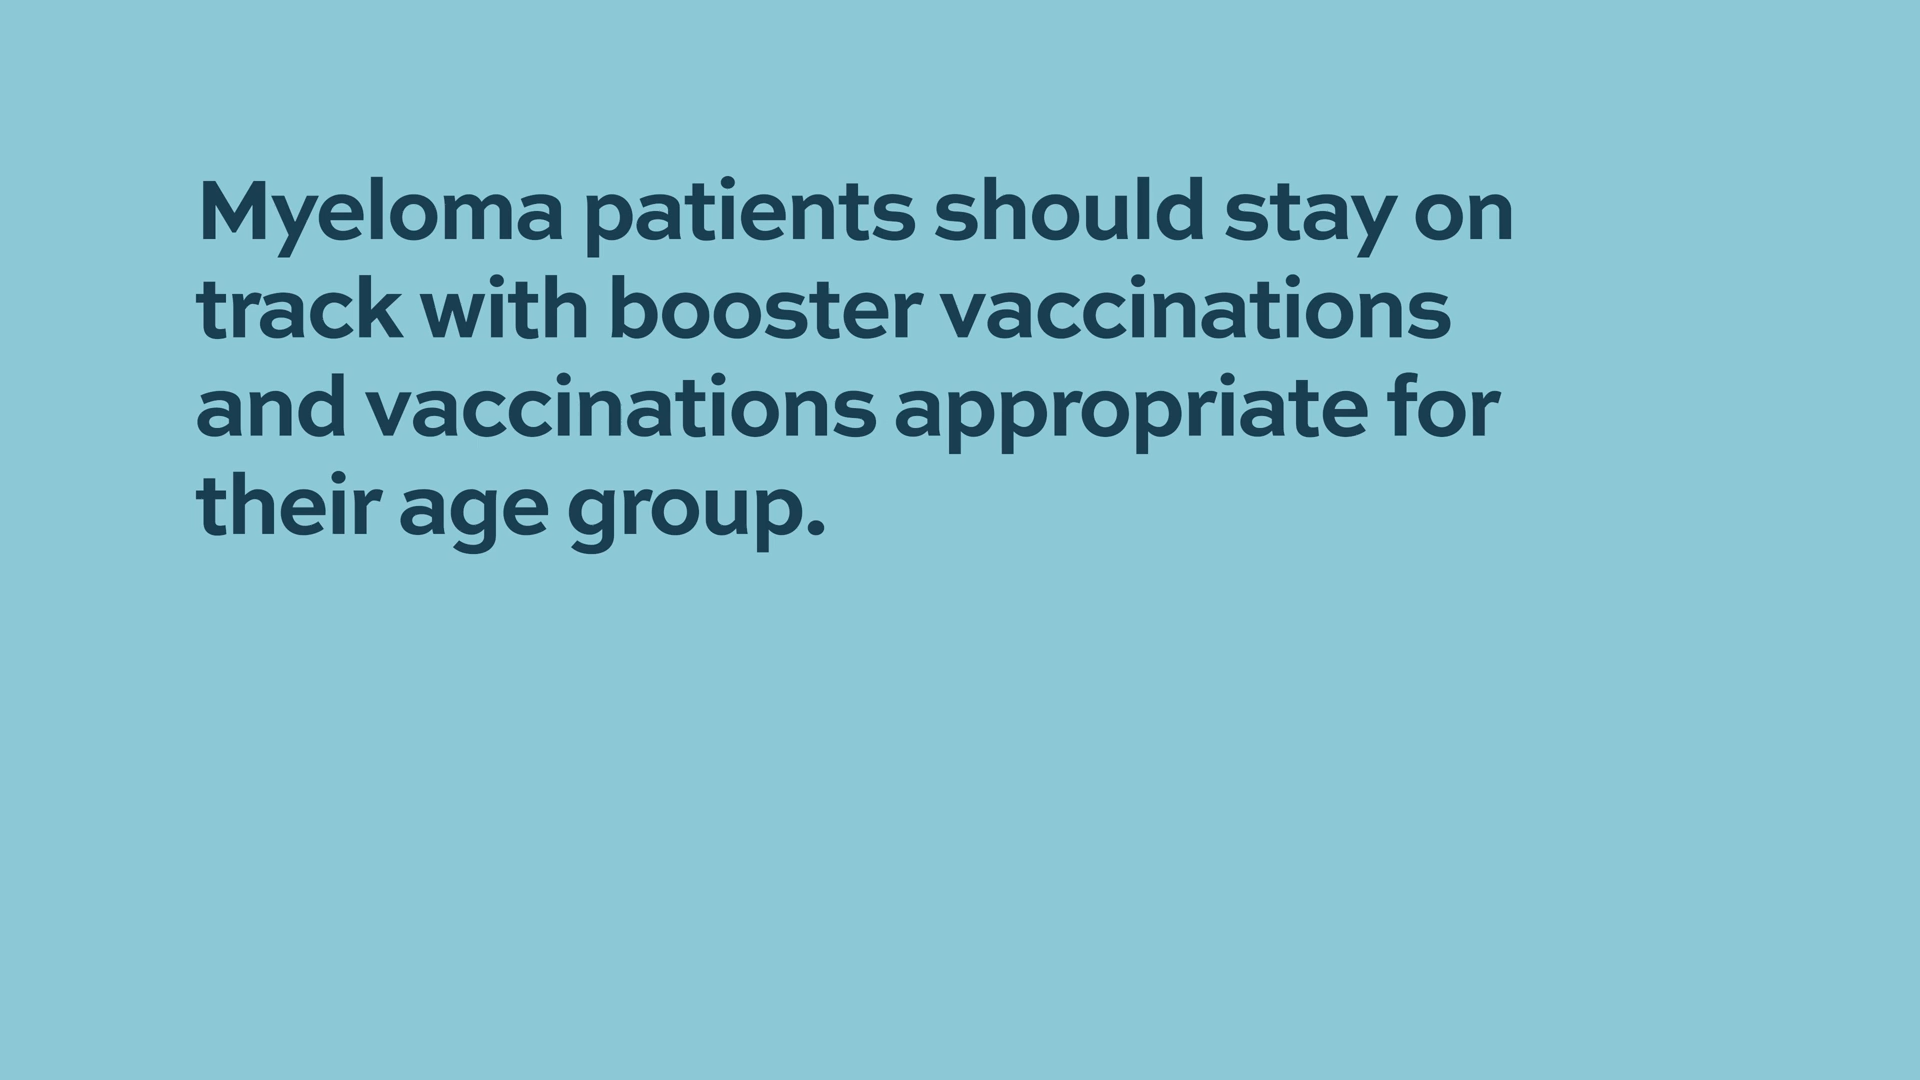 Myeloma patients should stay on
track with booster vaccinations
and vaccinations appropriate for
their age group.